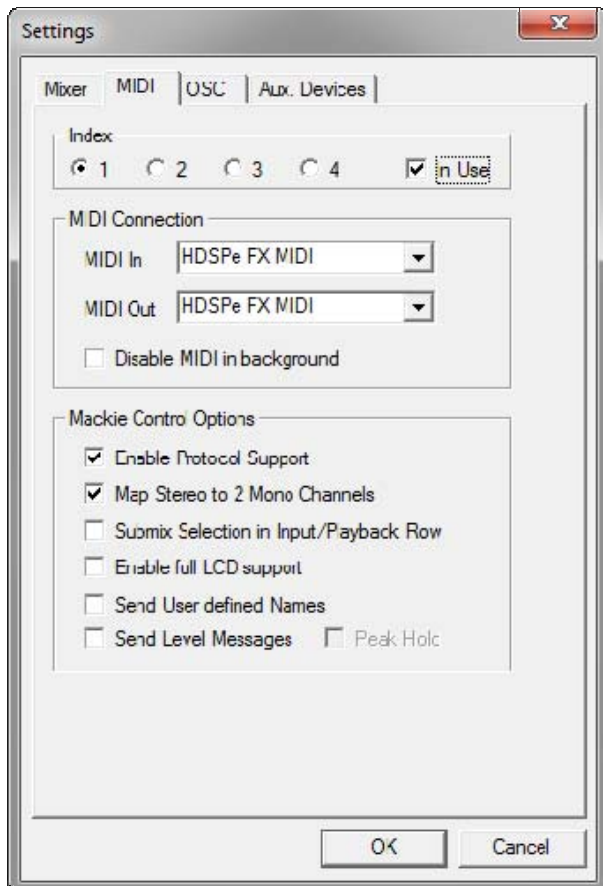 Settings
Mixer MIDI OSC Aux. Devices
Index
1 2 3 4 In Use
MIDI Connection
MIDI In HDSPe FX MIDI
MIDI Out HDSPe FX MIDI
Disable MIDI in background
Mackie Control Options
Enable Protocol Support
Map Stereo to 2 Mono Channels
Submix Selection in Input/Playback Row
Enable full LCD support
Send User defined Names
Send Level Messages Peak Hold
OK Cancel